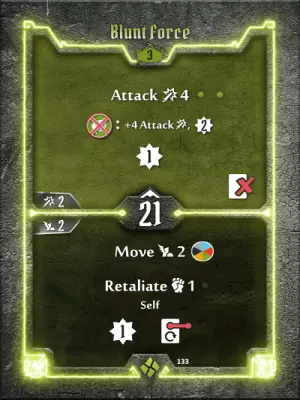 Blunt Force
3
Attack 4
: +4 Attack , 2
1
2
21
2
Move 2
Retaliate 1
Self
1
133